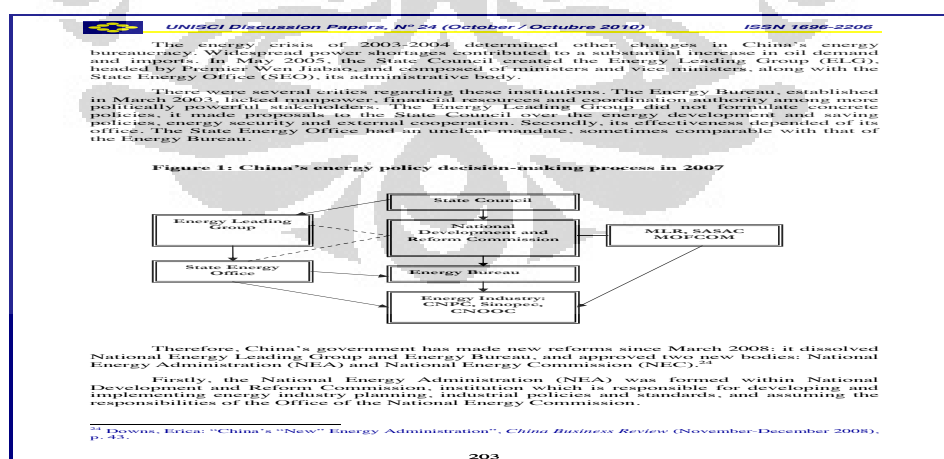 UNISCI Discussion Papers, Nº 24 (October / Octubre 2010) ISSN 1696-2206
The energy crisis of 2003-2004 determined other changes in China's energy
bureaucracy. Widespread power shortages contributed to a substantial increase in oil demand
and imports. In May 2005, the State Council created the Energy Leading Group (ELG),
headed by Premier Wen Jiabao, and composed of ministers and vice ministers, along with the
State Energy Office (SEO), its administrative body.
There were several critics regarding these institutions. The Energy Bureau, established
in March 2003, lacked manpower, financial resources and coordination authority among more
politically powerful stakeholders. The Energy Leading Group did not formulate concrete
policies, it made proposals to the State Council over the energy development and saving
policies, energy security and external cooperation. Secondly, its effectiveness depended of its
office. The State Energy Office had an unclear mandate, sometimes comparable with that of
the Energy Bureau.
Figure 1: China's energy policy decision-making process in 2007
State Council
Energy Leading
Group
National
Development and
Reform Commission
MLR, SASAC
MOFCOM
State Energy
Office
Energy Bureau
Energy Industry:
CNPC, Sinopec,
CNOOC
Therefore, China's government has made new reforms since March 2008: it dissolved
National Energy Leading Group and Energy Bureau, and approved two new bodies: National
Energy Administration (NEA) and National Energy Commission (NEC).24
Firstly, the National Energy Administration (NEA) was formed within National
Development and Reform Commission, institution which is responsible for developing and
implementing energy industry planning, industrial policies and standards, and assuming the
responsibilities of the Office of the National Energy Commission.
24 Downs, Erica: "China's "New" Energy Administration", China Business Review (November-December 2008),
p. 43.
203